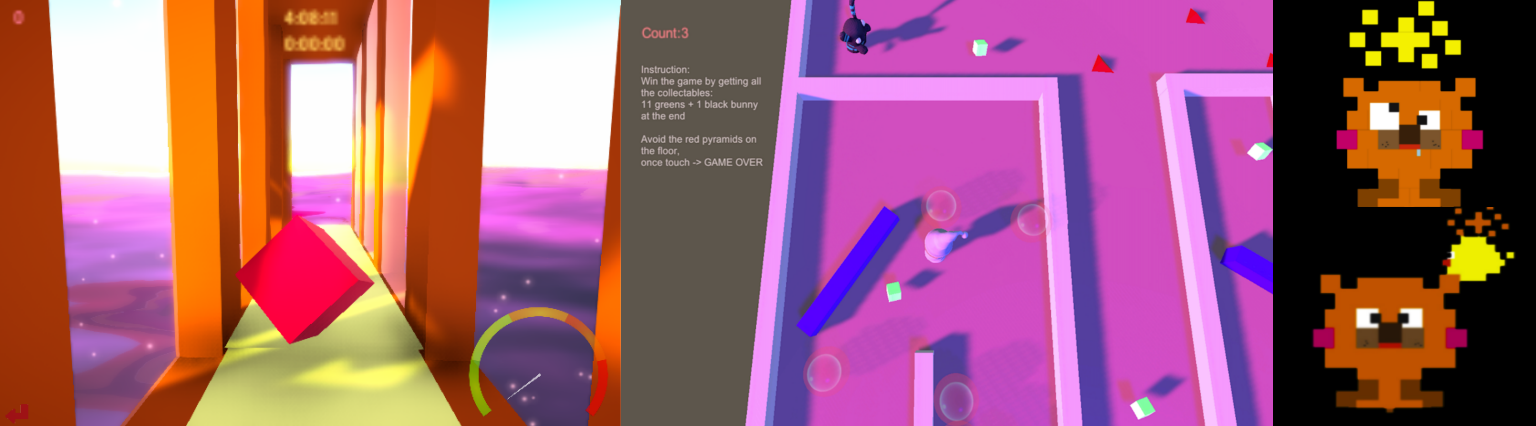 0
4:08:11
0:00:00
Count:3
Instruction:
Win the game by getting all
the collectables:
11 greens + 1 black bunny
at the end
Avoid the red pyramids on
the floor,
once touch -> GAME OVER